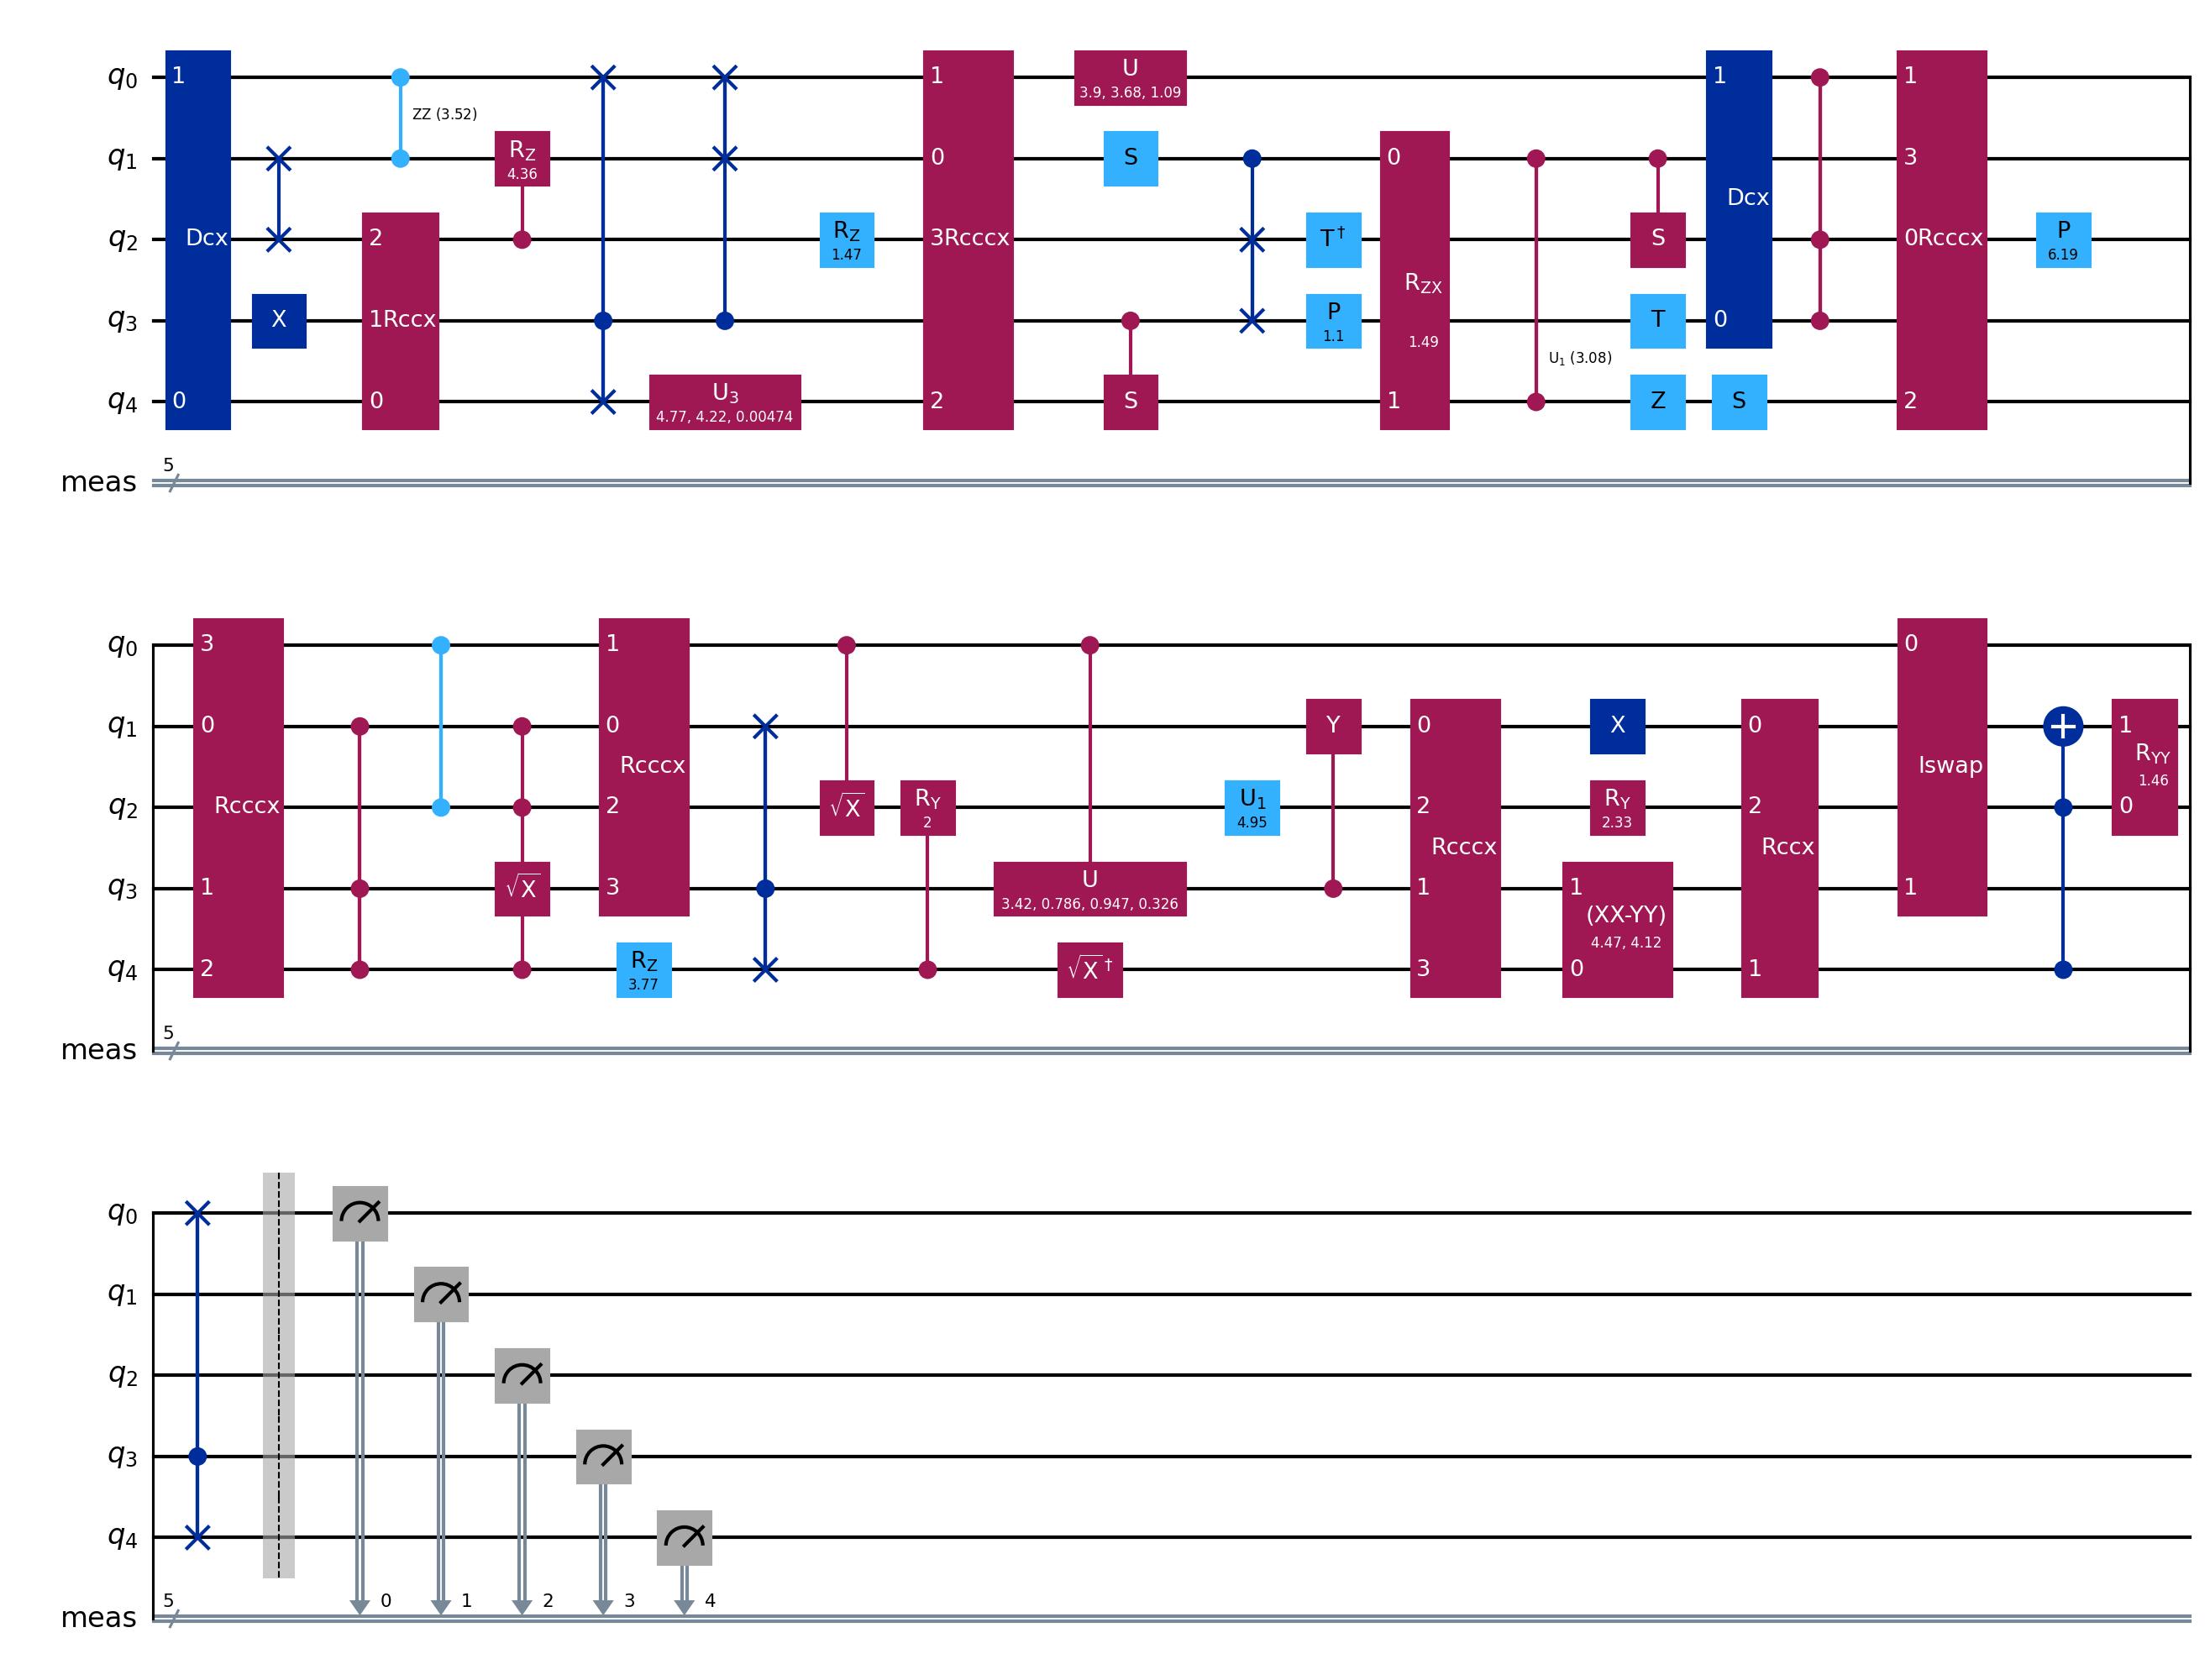 q0 1 1 U 1 1
3.9, 3.68, 1.09
ZZ (3.52)
q1 RZ 0 S 0 3
4.36
Dcx
q2 Dcx 2 RZ 3Rcccx T† S 0Rcccx P
1.47 6.19
RZX
q3 X 1Rccx P T 0
1.1 1.49
U1 (3.08)
q4 0 0 U3 2 S 1 Z S 2
4.77, 4.22, 0.00474
meas 5
q0 3 1 0
q1 0 0 Y 0 X 0 1
Rcccx Iswap RYY
1.46
q2 Rcccx 2 √X RY U1 2 RY 2 0
2 4.95 2.33
Rcccx Rccx
q3 1 √X 3 U 1 1 1
3.42, 0.786, 0.947, 0.326
(XX-YY)
4.47, 4.12
q4 2 RZ √X† 3 0 1
3.77
meas 5
q0
q1
q2
q3
q4
meas 5 0 1 2 3 4